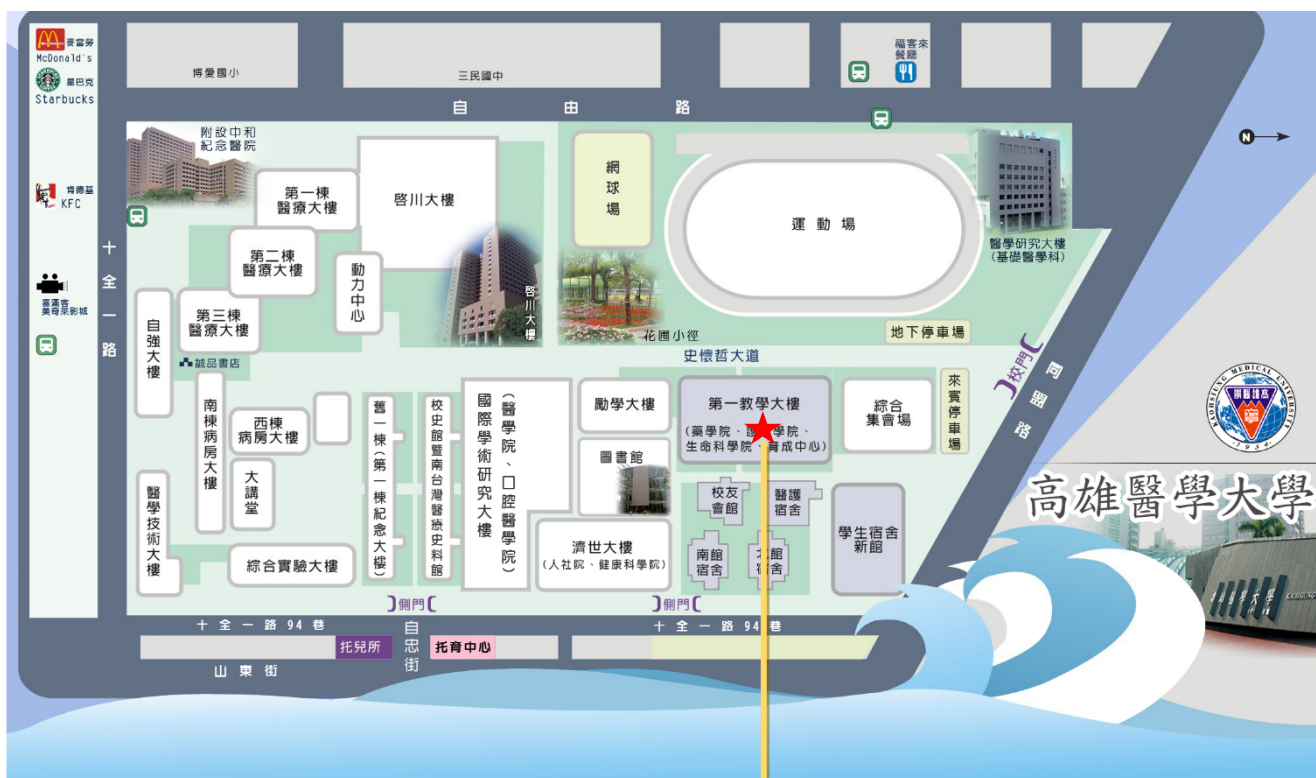 麥當勞
McDonald's
星巴克
Starbucks
肯德基
KFC
喜滿客
美奇萊影城
博愛國小
三民國中
福客來
餐廳
自由路
N
十全一路
附設中和
紀念醫院
第一棟
醫療大樓
啓川大樓
網球場
運動場
醫學研究大樓
(基礎醫學科)
第二棟
醫療大樓
動力中心
啓川大樓
第三棟
醫療大樓
自強大樓
花圃小徑
地下停車場
誠品書店
史懷哲大道
校門
同盟路
KAOHSIUNG MEDICAL UNIVERSITY
1954
高雄醫學大學
南棟病房大樓
西棟
病房大樓
大講堂
舊一棟(第一棟紀念大樓)
校史館暨南台灣醫療史料館
國際學術研究大樓
(醫學院、口腔醫學院)
勵學大樓
圖書館
第一教學大樓
(藥學院、護 學院、
生命科學院、育成中心)
綜合
集會場
來賓停車場
醫學技術大樓
綜合實驗大樓
濟世大樓
(人社院、健康科學院)
校友
會館
醫護
宿舍
南館
宿舍
北館
宿舍
學生宿舍
新館
側門
側門
十全一路94巷
十全一路94巷
托兒所
自忠街
托育中心
山東街